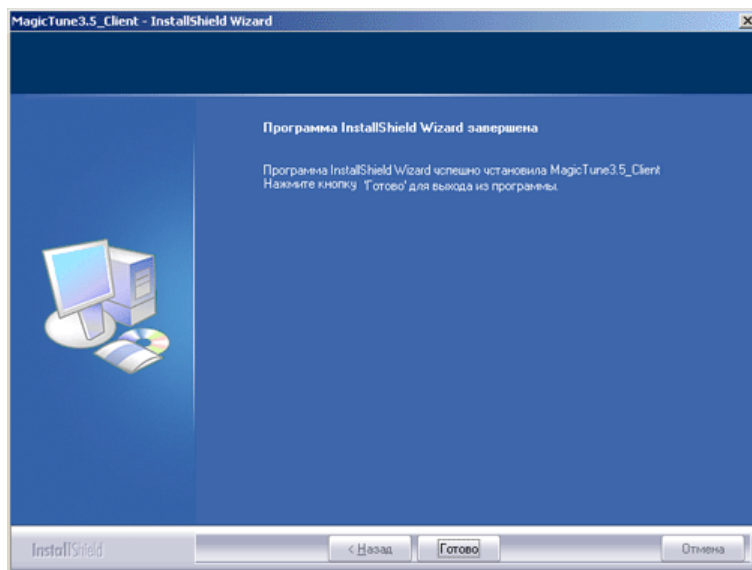 MagicTune3.5_Client - InstallShield Wizard
Программа InstallShield Wizard завершена
Программа InstallShield Wizard успешно установила MagicTune3.5_Client
Нажмите кнопку 'Готово' для выхода из программы.
InstallShield
< Назад
Готово
Отмена